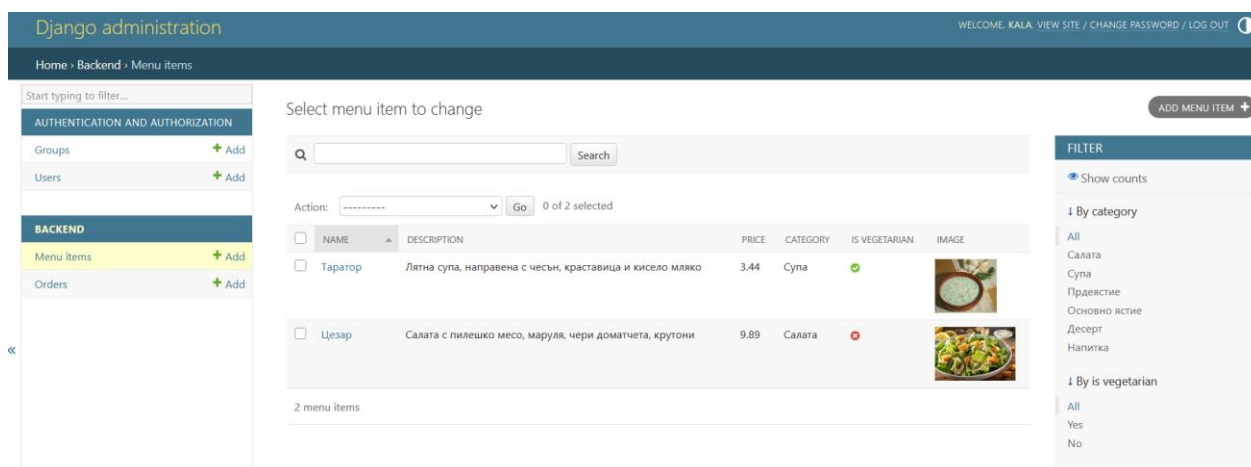 Django administration
WELCOME, KALA. VIEW SITE / CHANGE PASSWORD / LOG OUT
Home › Backend › Menu items
Start typing to filter...
AUTHENTICATION AND AUTHORIZATION
Groups + Add
Users + Add
BACKEND
Menu items + Add
Orders + Add
«
Select menu item to change
ADD MENU ITEM +
Search
Action: --------- Go 0 of 2 selected
NAME DESCRIPTION PRICE CATEGORY IS VEGETARIAN IMAGE
Таратор Лятна супа, направена с чесън, краставица и кисело мляко 3.44 Супа
Цезар Салата с пилешко месо, маруля, чери доматчета, крутони 9.89 Салата
2 menu items
FILTER
Show counts
↓ By category
All
Салата
Супа
Прдеястие
Основно ястие
Десерт
Напитка
↓ By is vegetarian
All
Yes
No